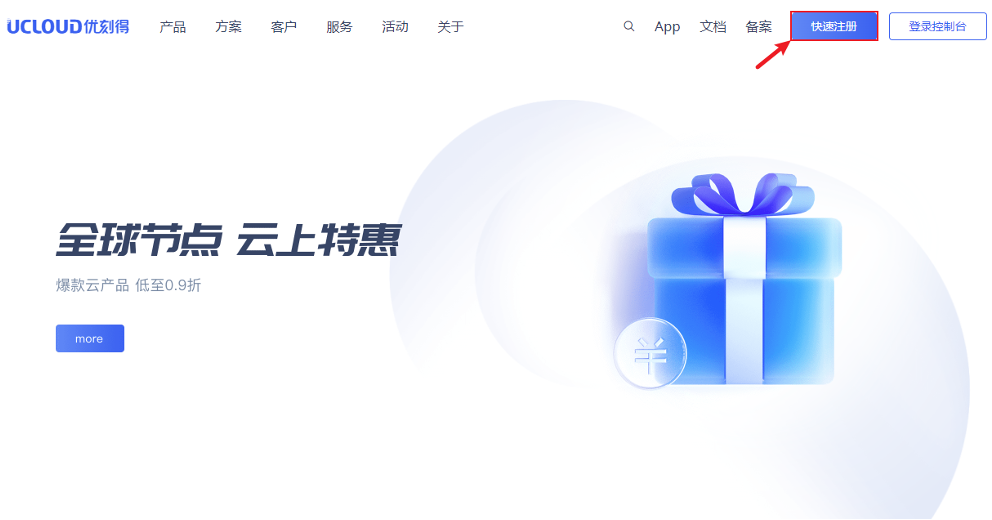 UCLOUD优刻得 产品 方案 客户 服务 活动 关于 App 文档 备案 快速注册 登录控制台
全球节点 云上特惠
爆款云产品 低至0.9折
more